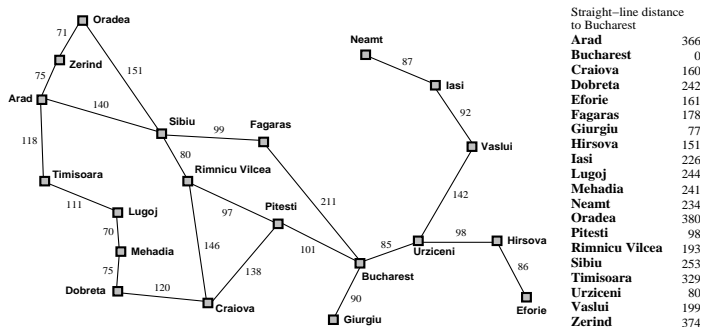 Oradea
71
Neamt
Zerind
87
75
151
Iasi
Arad
140
92
Sibiu
Fagaras
99
118
Vaslui
80
Rimnicu Vilcea
Timisoara
142
211
111
Lugoj
97
Pitesti
70
98
Hirsova
146
85
Mehadia
101
Urziceni
86
75
138
Bucharest
Dobreta
120
90
Craiova
Eforie
Giurgiu
Straight−line distance
to Bucharest
Arad 366
Bucharest 0
Craiova 160
Dobreta 242
Eforie 161
Fagaras 178
Giurgiu 77
Hirsova 151
Iasi 226
Lugoj 244
Mehadia 241
Neamt 234
Oradea 380
Pitesti 98
Rimnicu Vilcea 193
Sibiu 253
Timisoara 329
Urziceni 80
Vaslui 199
Zerind 374